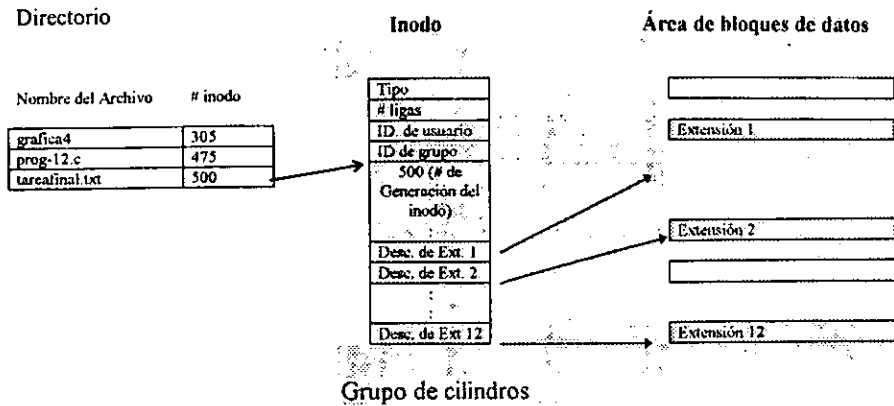 Directorio
Inodo
Área de bloques de datos
Nombre del Archivo # inodo
grafica4 305
prog-12.c 475
tareafinal.txt 500
Tipo
# ligas
ID. de usuario
ID de grupo
500 (# de
Generación del
inodo)
Desc. de Ext. 1
Desc. de Ext. 2
Desc. de Ext 12
Extensión 1
Extensión 2
Extensión 12
Grupo de cilindros